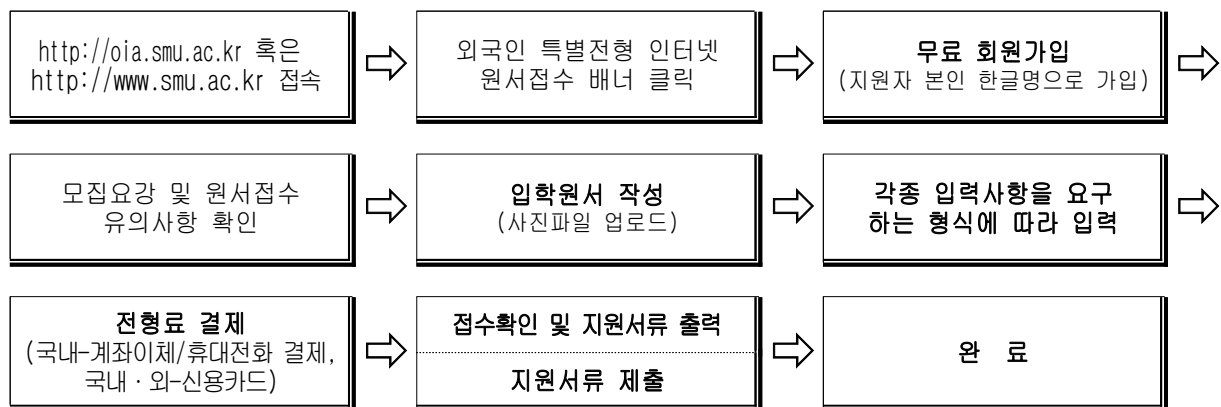 http://oia.smu.ac.kr 혹은
http://www.smu.ac.kr 접속
외국인 특별전형 인터넷
원서접수 배너 클릭
무료 회원가입
(지원자 본인 한글명으로 가입)
모집요강 및 원서접수
유의사항 확인
입학원서 작성
(사진파일 업로드)
각종 입력사항을 요구
하는 형식에 따라 입력
전형료 결제
(국내-계좌이체/휴대전화 결제,
국내·외-신용카드)
접수확인 및 지원서류 출력
지원서류 제출
완 료